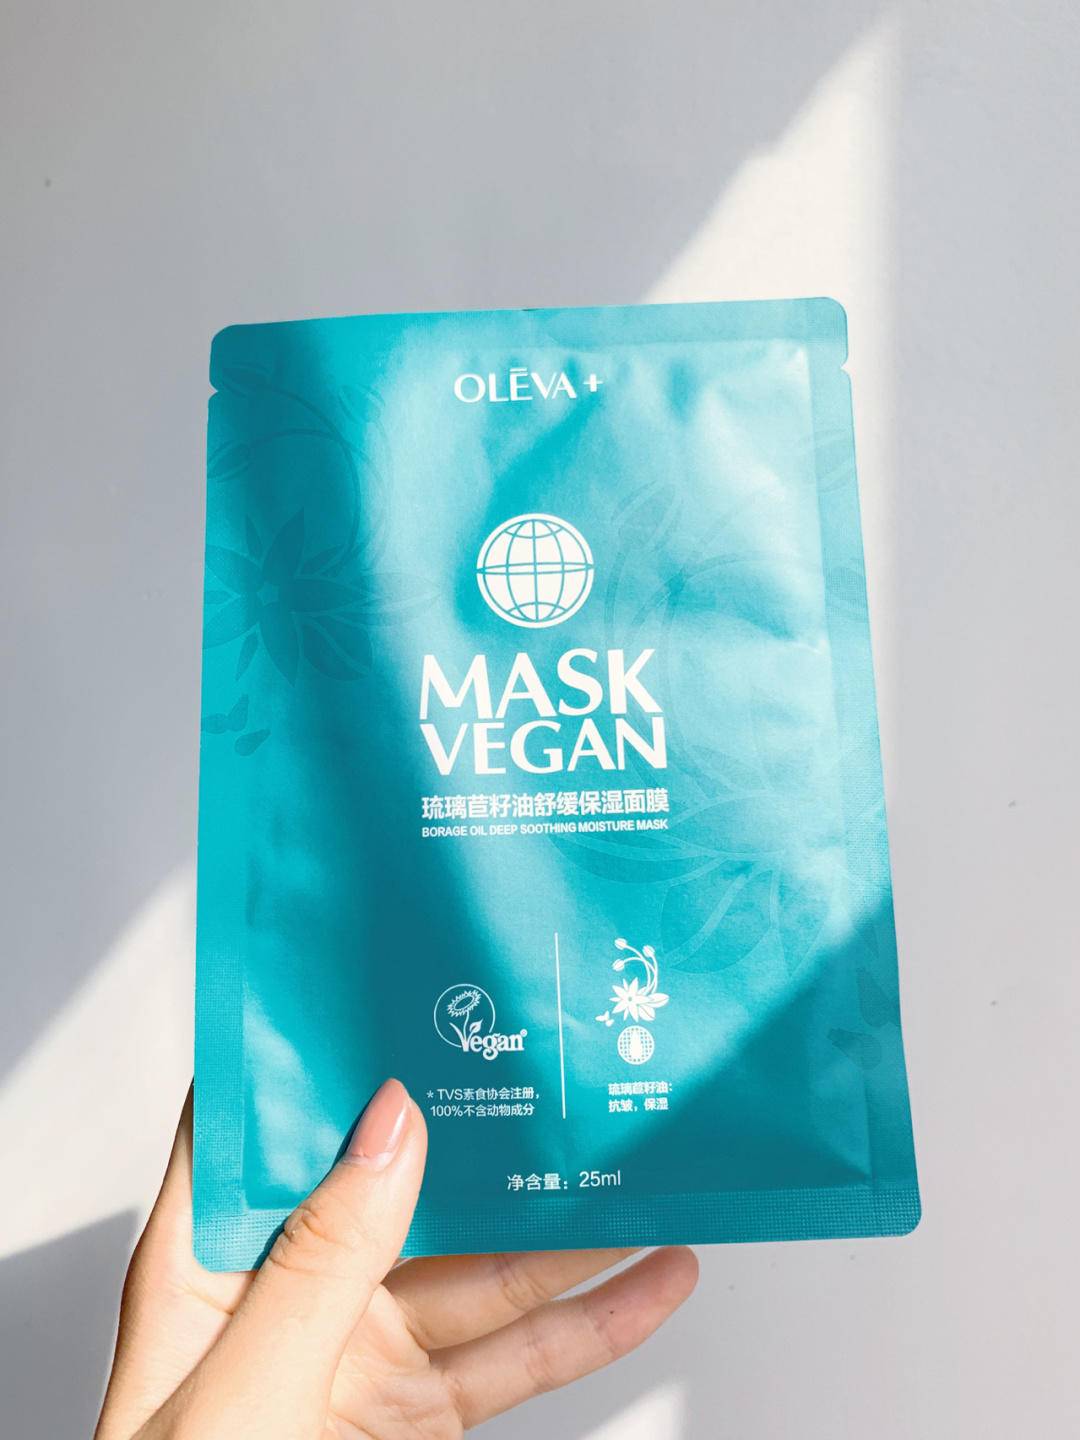 OLĒVA +
MASK
VEGAN
琉璃苣籽油舒缓保湿面膜
BORAGE OIL DEEP SOOTHING MOISTURE MASK
Vegan®
* TVS素食协会注册，
100%不含动物成分
琉璃苣籽油：
抗皱，保湿
净含量：25ml